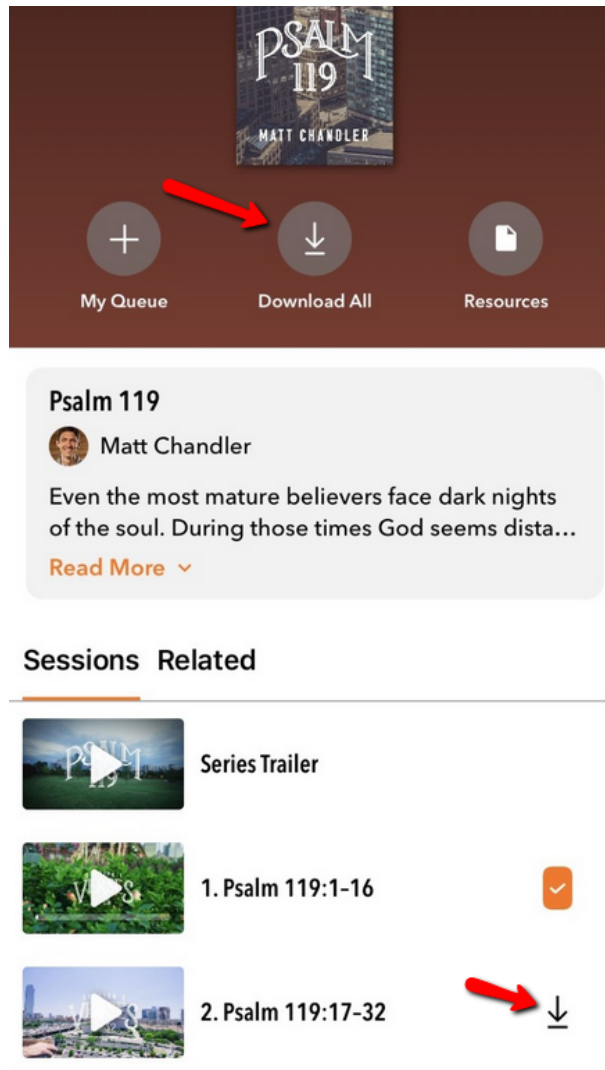 PSALM
119
MATT CHANDLER
My Queue
Download All
Resources
Psalm 119
Matt Chandler
Even the most mature believers face dark nights
of the soul. During those times God seems dista...
Read More
Sessions Related
PSALM
119
Series Trailer
1. Psalm 119:1–16
2. Psalm 119:17–32